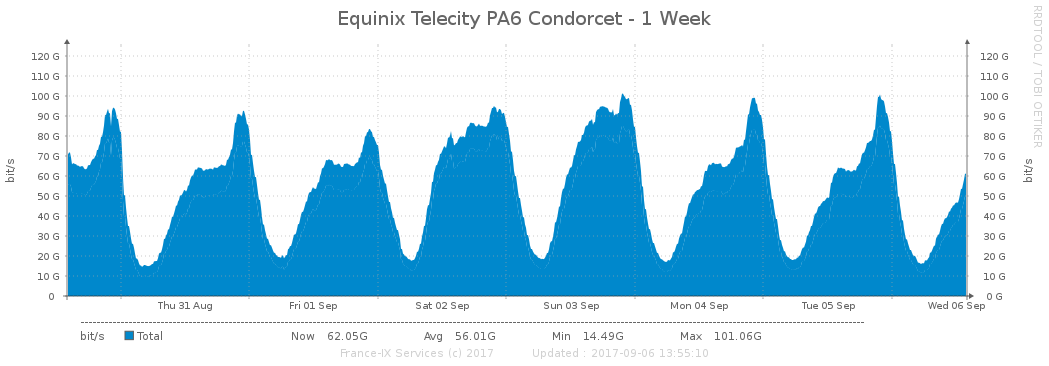 Equinix Telecity PA6 Condorcet - 1 Week
RRDTOOL / TOBI OETIKER
120 G 120 G
110 G 110 G
100 G 100 G
90 G 90 G
80 G 80 G
70 G 70 G
60 G 60 G
50 G 50 G
40 G 40 G
30 G 30 G
20 G 20 G
10 G 10 G
0 0 G
bit/s
bit/s
Thu 31 Aug Fri 01 Sep Sat 02 Sep Sun 03 Sep Mon 04 Sep Tue 05 Sep Wed 06 Sep
bit/s Total Now 62.05G Avg 56.01G Min 14.49G Max 101.06G
France-IX Services (c) 2017 Updated : 2017-09-06 13:55:10